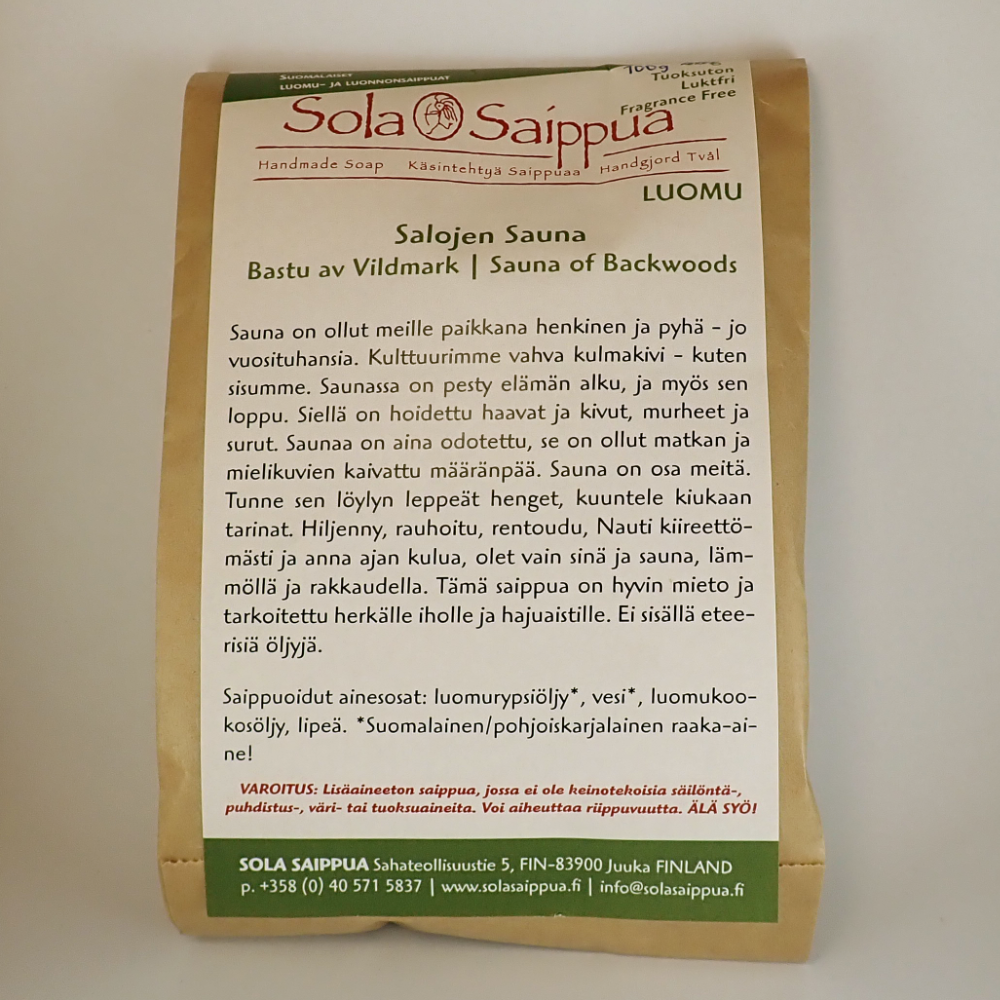 SUOMALAISET
LUOMU- JA LUONNONSAIPPUAT
100g
Tuoksuton
Luktfri
Fragrance Free
Sola Saippua
Handmade Soap Käsintehtyä Saippuaa Handgjord Tvål
LUOMU
Salojen Sauna
Bastu av Vildmark | Sauna of Backwoods
Sauna on ollut meille paikkana henkinen ja pyhä - jo
vuosituhansia. Kulttuurimme vahva kulmakivi - kuten
sisumme. Saunassa on pesty elämän alku, ja myös sen
loppu. Siellä on hoidettu haavat ja kivut, murheet ja
surut. Saunaa on aina odotettu, se on ollut matkan ja
mielikuvien kaivattu määränpää. Sauna on osa meitä.
Tunne sen löylyn leppeät henget, kuuntele kiukaan
tarinat. Hiljenny, rauhoitu, rentoudu, Nauti kiireettö-
mästi ja anna ajan kulua, olet vain sinä ja sauna, läm-
möllä ja rakkaudella. Tämä saippua on hyvin mieto ja
tarkoitettu herkälle iholle ja hajuaistille. Ei sisällä etee-
risiä öljyjä.
Saippuoidut ainesosat: luomurypsiöljy*, vesi*, luomukoo-
kosöljy, lipeä. *Suomalainen/pohjoiskarjalainen raaka-ai-
ne!
VAROITUS: Lisäaineeton saippua, jossa ei ole keinotekoisia säilöntä-,
puhdistus-, väri- tai tuoksuaineita. Voi aiheuttaa riippuvuutta. ÄLÄ SYÖ!
SOLA SAIPPUA Sahateollisuustie 5, FIN-83900 Juuka FINLAND
p. +358 (0) 40 571 5837 | www.solasaippua.fi | info@solasaippua.fi